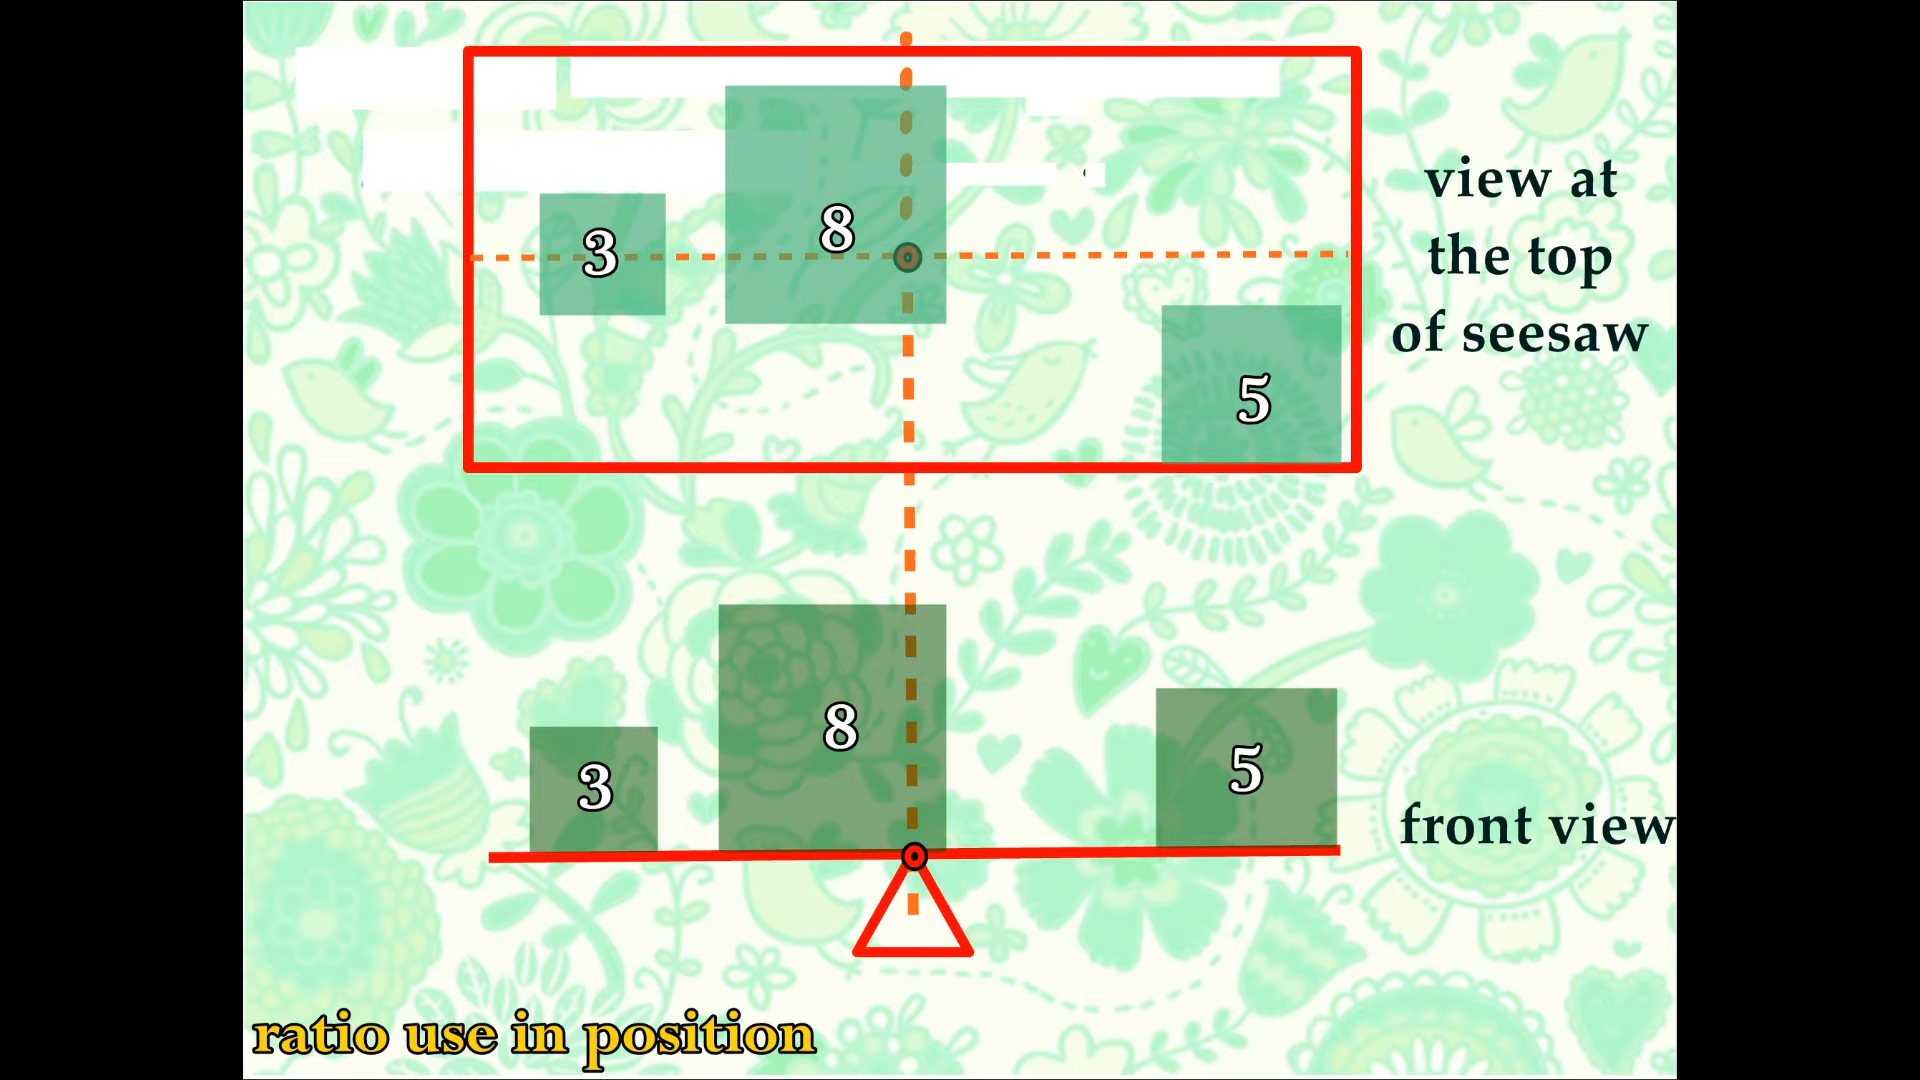 view at
the top
of seesaw
3
8
5
3
8
5
front view
ratio use in position